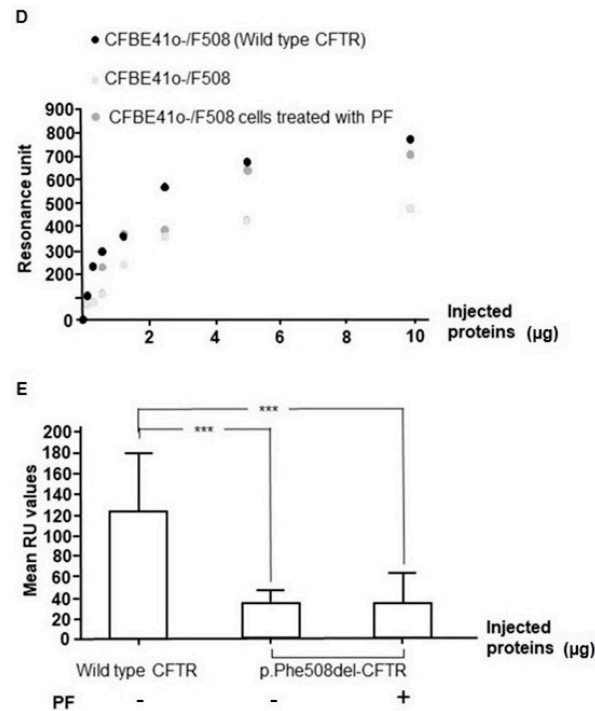 D
CFBE41o-/F508 (Wild type CFTR)
CFBE41o-/F508
CFBE41o-/F508 cells treated with PF
900
800
700
600
500
400
300
200
0
Resonance unit
2 4 6 8 10
Injected proteins (µg)
E
***
***
200
180
160
140
120
100
80
60
40
20
0
Mean RU values
Injected proteins (µg)
Wild type CFTR p.Phe508del-CFTR
PF - - +